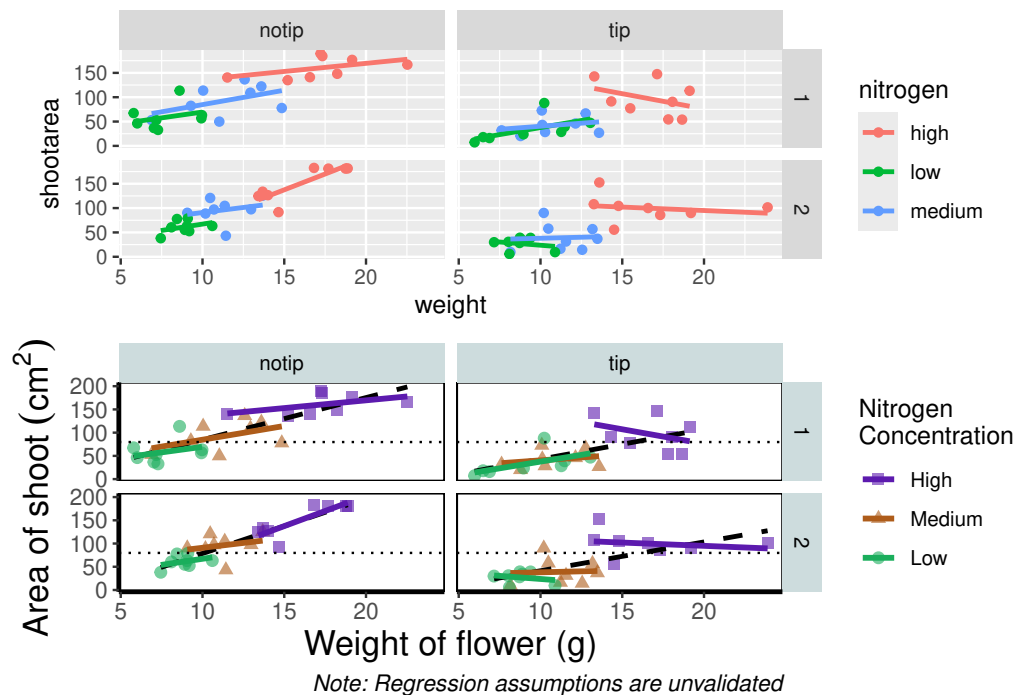 notip tip
150
100
50
0
1
150
100
50
0
2
5 10 15 20 5 10 15 20
weight
shootarea
nitrogen
high
low
medium
notip tip
200
150
100
50
0
1
200
150
100
50
0
2
5 10 15 20 5 10 15 20
Weight of flower (g)
Area of shoot (cm²)
Note: Regression assumptions are unvalidated
Nitrogen
Concentration
High
Medium
Low